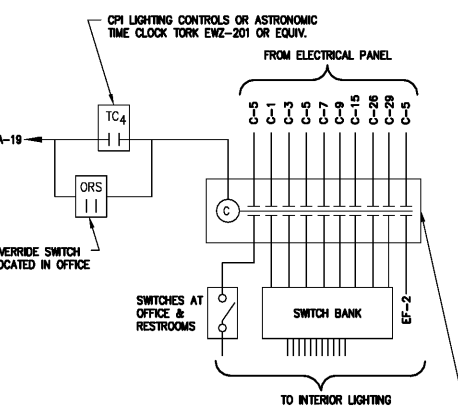 CPI LIGHTING CONTROLS OR ASTRONOMIC
TIME CLOCK TORK EWZ-201 OR EQUIV.
FROM ELECTRICAL PANEL
C-5
C-1
C-3
C-5
C-7
C-9
C-15
C-26
C-29
C-5
TC4
A-19
ORS
C
VERRIDE SWITCH
OCATED IN OFFICE
SWITCHES AT
OFFICE &
RESTROOMS
SWITCH BANK
EF-2
TO INTERIOR LIGHTING